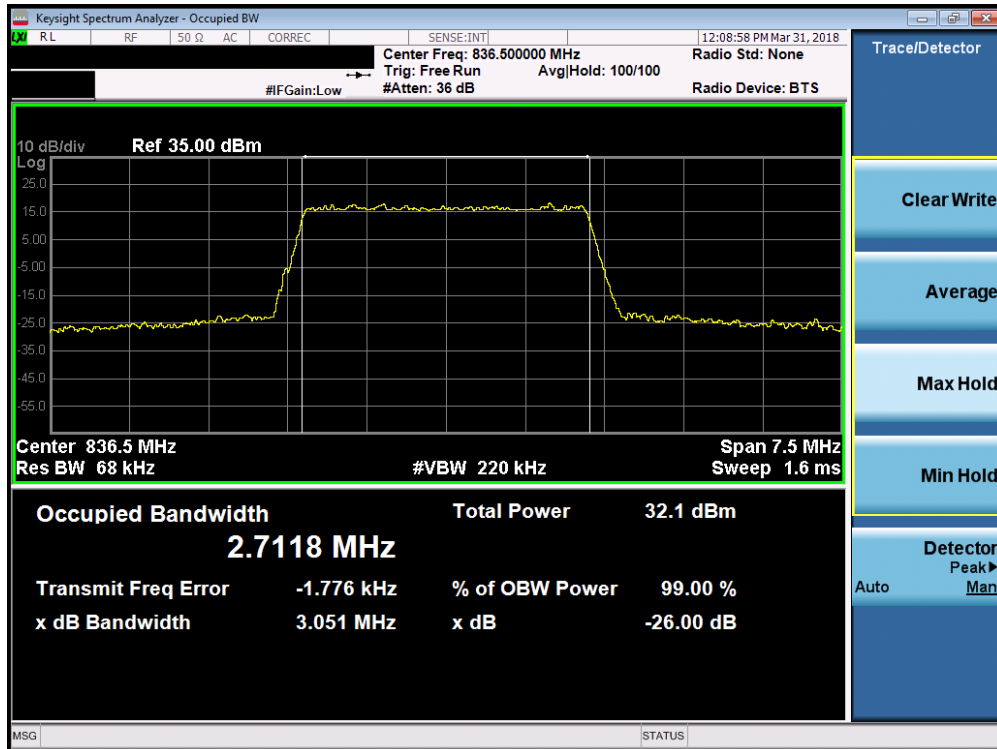 Keysight Spectrum Analyzer - Occupied BW
LXI RL RF 50 Ω AC CORREC SENSE:INT 12:08:58 PM Mar 31, 2018
Center Freq: 836.500000 MHz Radio Std: None
Trig: Free Run Avg|Hold: 100/100
#IFGain:Low #Atten: 36 dB Radio Device: BTS
10 dB/div Ref 35.00 dBm
Log
25.0
15.0
5.00
-5.00
-15.0
-25.0
-35.0
-45.0
-55.0
Center 836.5 MHz Span 7.5 MHz
Res BW 68 kHz #VBW 220 kHz Sweep 1.6 ms
Occupied Bandwidth Total Power 32.1 dBm
2.7118 MHz
Transmit Freq Error -1.776 kHz % of OBW Power 99.00 %
x dB Bandwidth 3.051 MHz x dB -26.00 dB
MSG STATUS
Trace/Detector
Clear Write
Average
Max Hold
Min Hold
Detector
Peak▶
Auto Man